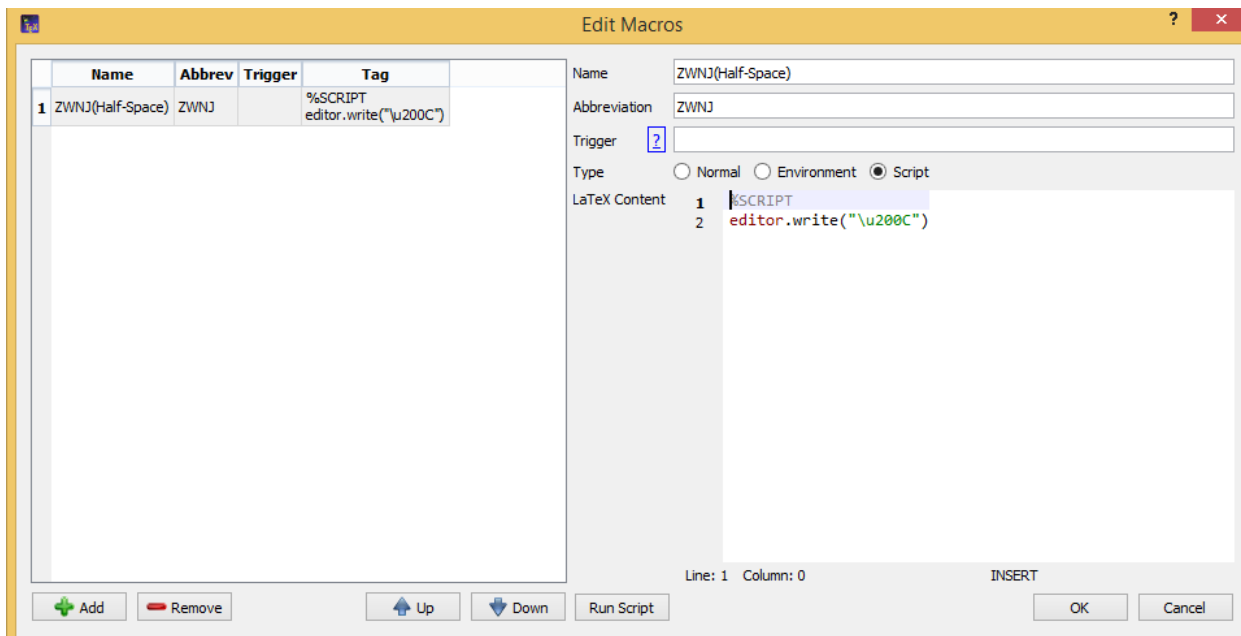 Edit Macros
?
Name Abbrev Trigger Tag
1 ZWNJ(Half-Space) ZWNJ %SCRIPT
editor.write("\u200C")
Name ZWNJ(Half-Space)
Abbreviation ZWNJ
Trigger ?
Type Normal Environment Script
LaTeX Content 1 %SCRIPT
2 editor.write("\u200C")
Line: 1 Column: 0 INSERT
Add Remove Up Down Run Script OK Cancel